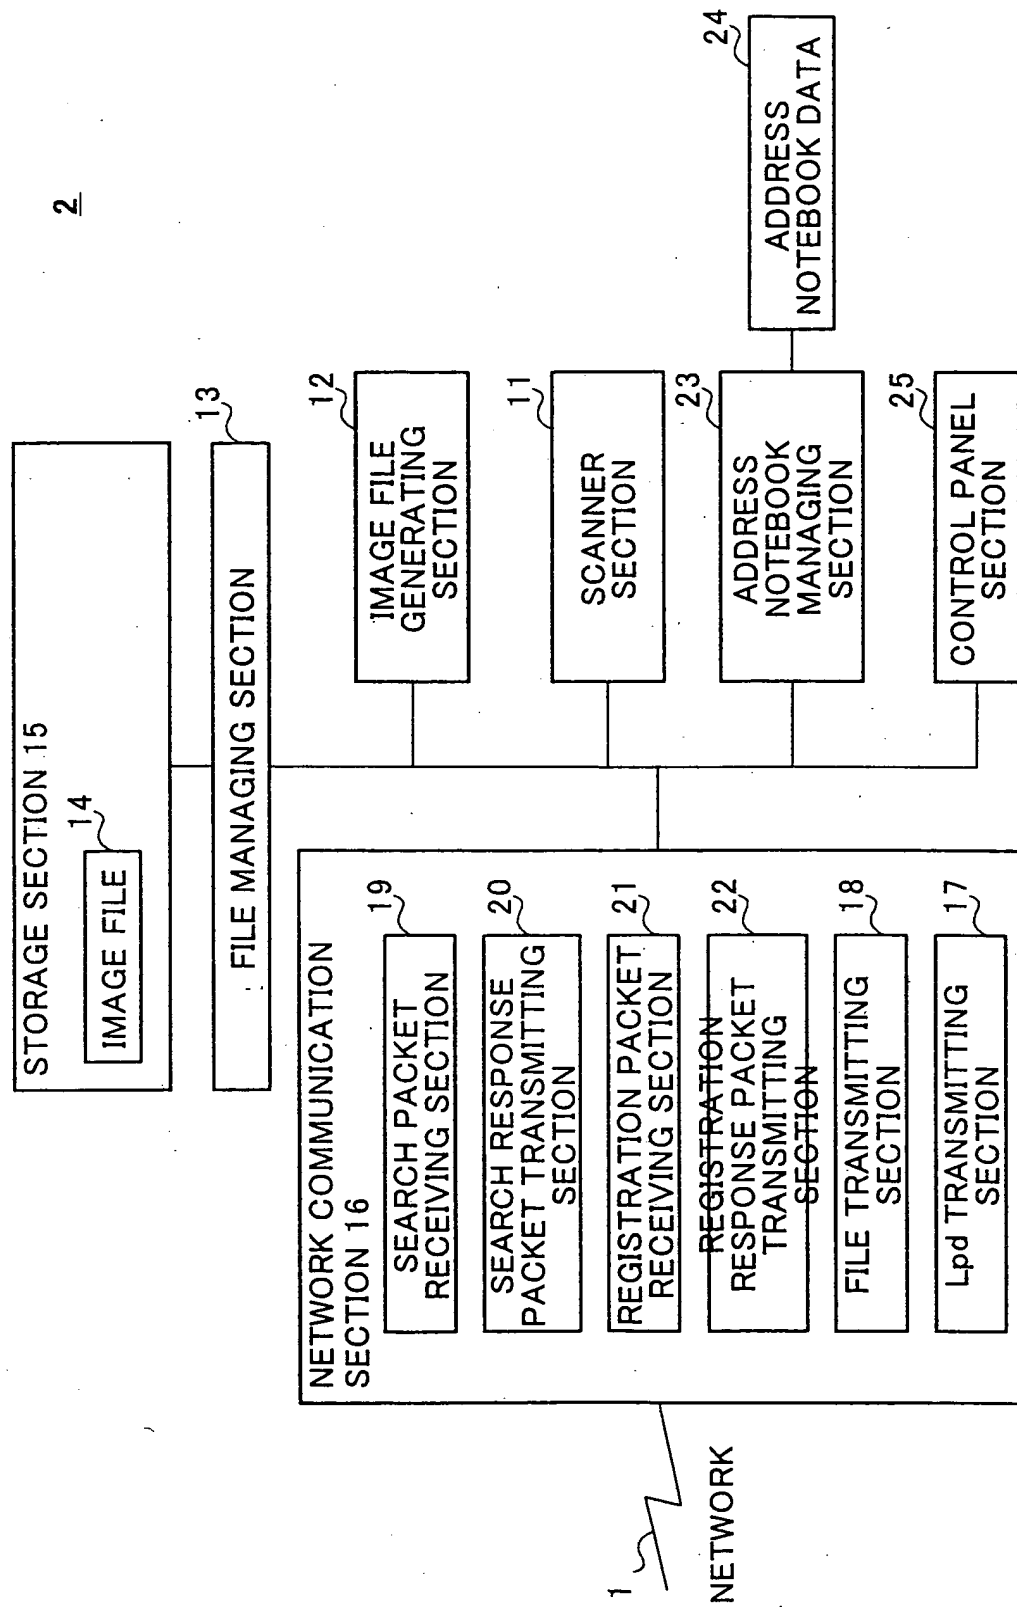 2
STORAGE SECTION 15
14
IMAGE FILE
13
FILE MANAGING SECTION
NETWORK COMMUNICATION
SECTION 16
19
SEARCH PACKET
RECEIVING SECTION
20
SEARCH RESPONSE
PACKET TRANSMITTING
SECTION
21
REGISTRATION PACKET
RECEIVING SECTION
22
REGISTRATION
RESPONSE PACKET
TRANSMITTING
SECTION
18
FILE TRANSMITTING
SECTION
17
Lpd TRANSMITTING
SECTION
12
IMAGE FILE
GENERATING
SECTION
11
SCANNER
SECTION
23
ADDRESS
NOTEBOOK
MANAGING
SECTION
24
ADDRESS
NOTEBOOK DATA
25
CONTROL PANEL
SECTION
1
NETWORK